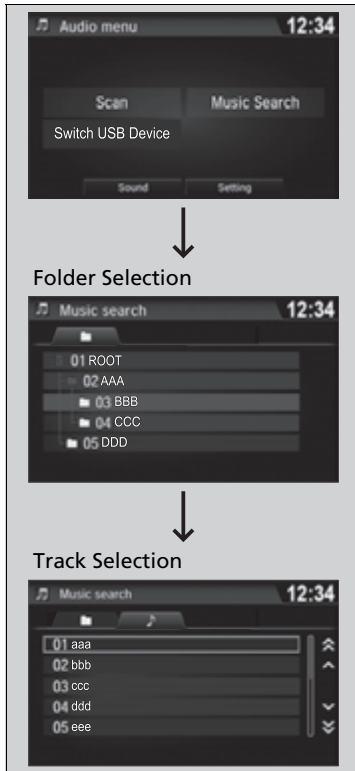 Audio menu 12:34
Scan Music Search
Switch USB Device
Sound Setting
Folder Selection
Music search 12:34
01 ROOT
02 AAA
03 BBB
04 CCC
05 DDD
Track Selection
Music search 12:34
01 aaa
02 bbb
03 ccc
04 ddd
05 eee